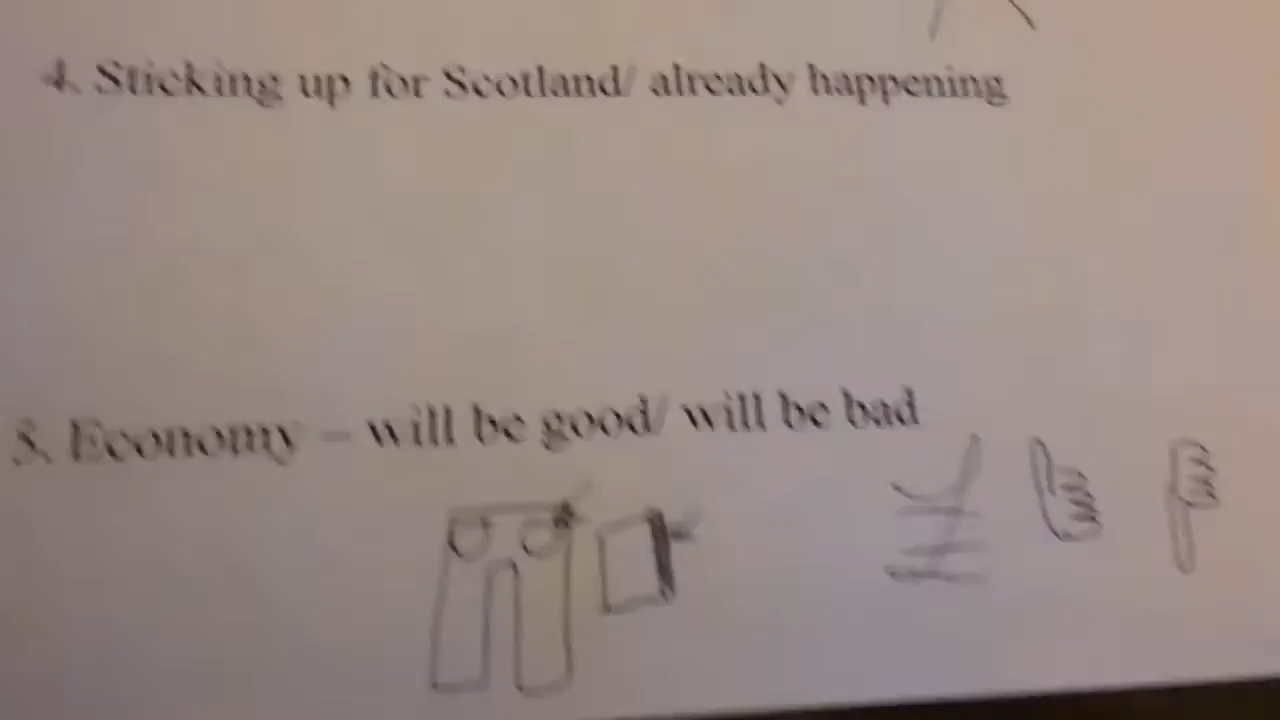 4. Sticking up for Scotland/ already happening
5. Economy – will be good/ will be bad